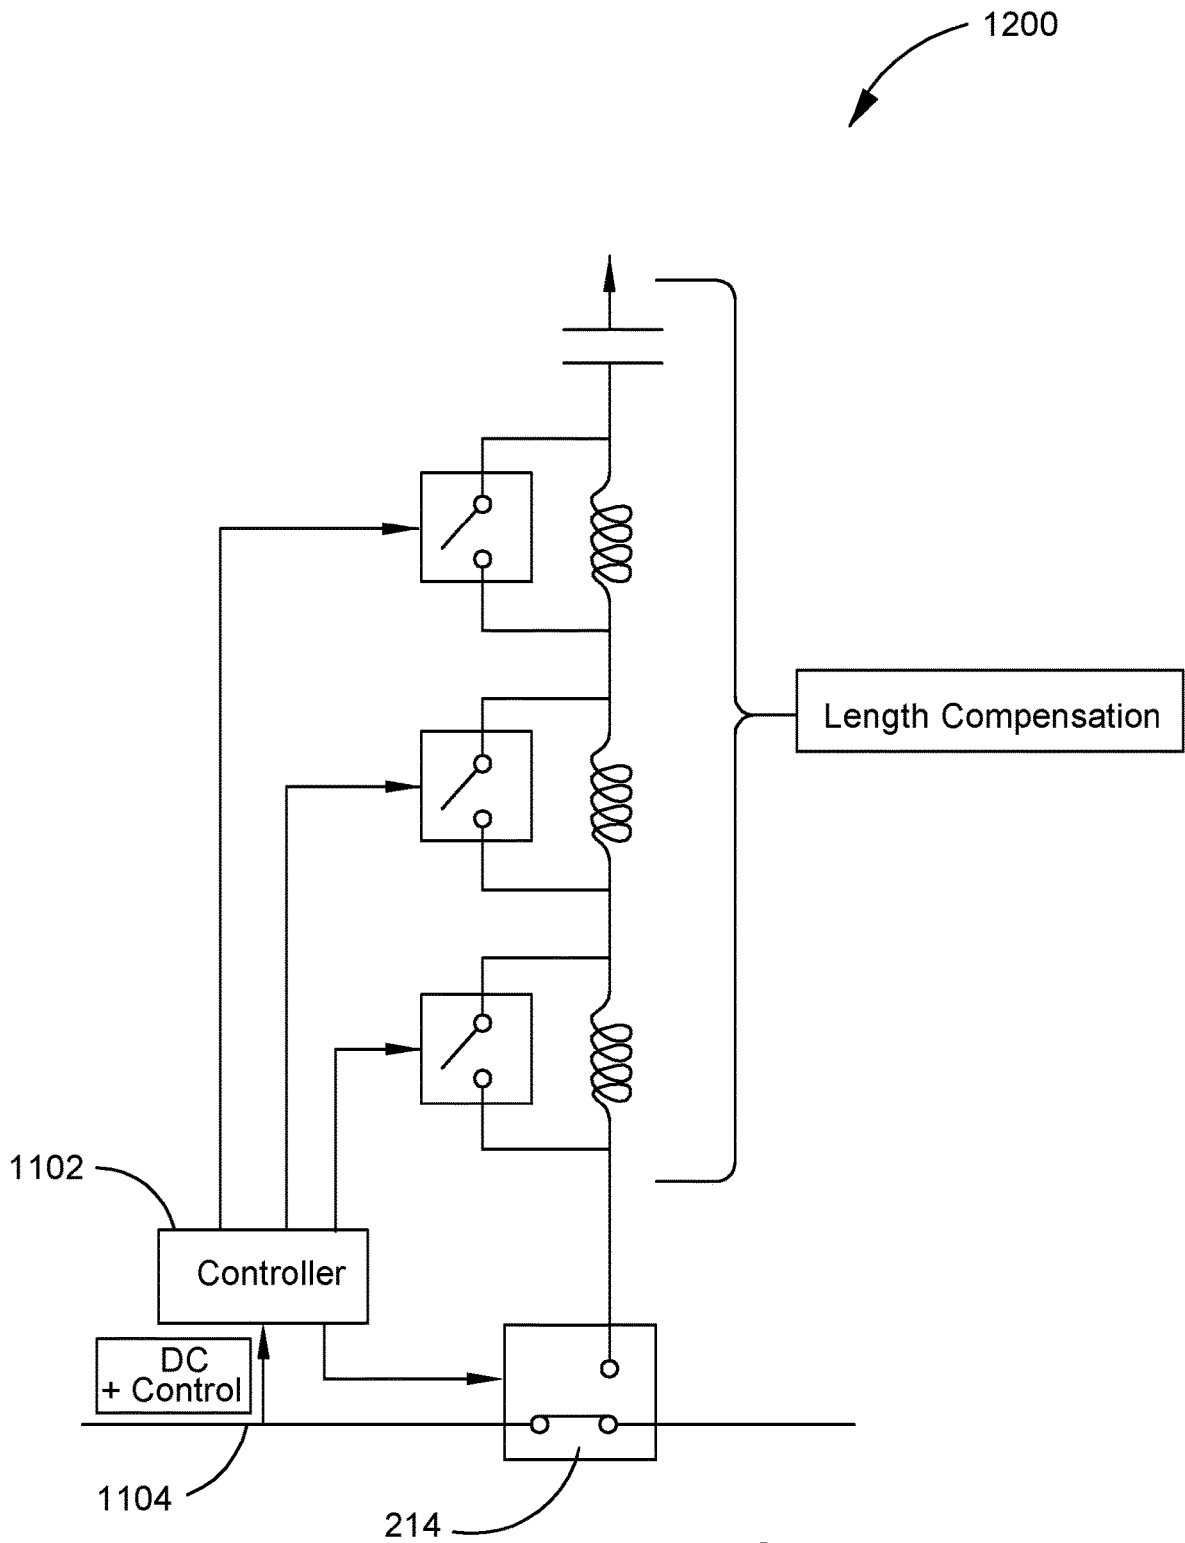 1200
Length Compensation
1102
Controller
DC
+ Control
1104
214